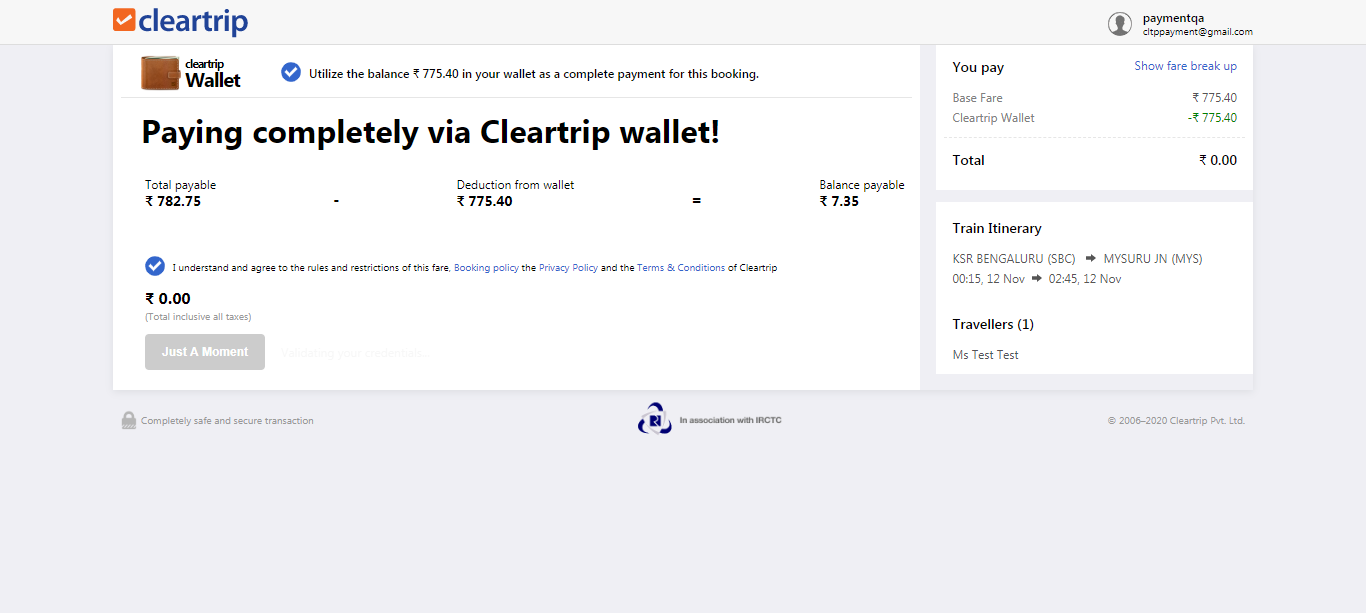 cleartrip
paymentqa
cltppayment@gmail.com
cleartrip
Wallet
Utilize the balance ₹ 775.40 in your wallet as a complete payment for this booking.
Paying completely via Cleartrip wallet!
Total payable
₹ 782.75
-
Deduction from wallet
₹ 775.40
=
Balance payable
₹ 7.35
I understand and agree to the rules and restrictions of this fare, Booking policy the Privacy Policy and the Terms & Conditions of Cleartrip
₹ 0.00
(Total inclusive all taxes)
Just A Moment
Validating your credentials...
You pay
Show fare break up
Base Fare ₹ 775.40
Cleartrip Wallet -₹ 775.40
Total ₹ 0.00
Train Itinerary
KSR BENGALURU (SBC) MYSURU JN (MYS)
00:15, 12 Nov 02:45, 12 Nov
Travellers (1)
Ms Test Test
Completely safe and secure transaction
In association with IRCTC
© 2006–2020 Cleartrip Pvt. Ltd.